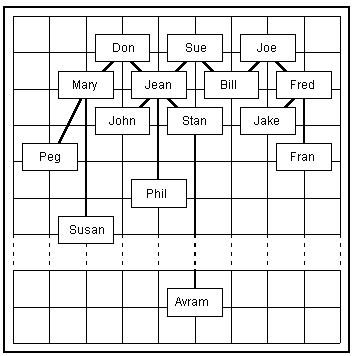 Don Sue Joe
Mary Jean Bill Fred
John Stan Jake
Peg Fran
Phil
Susan
Avram